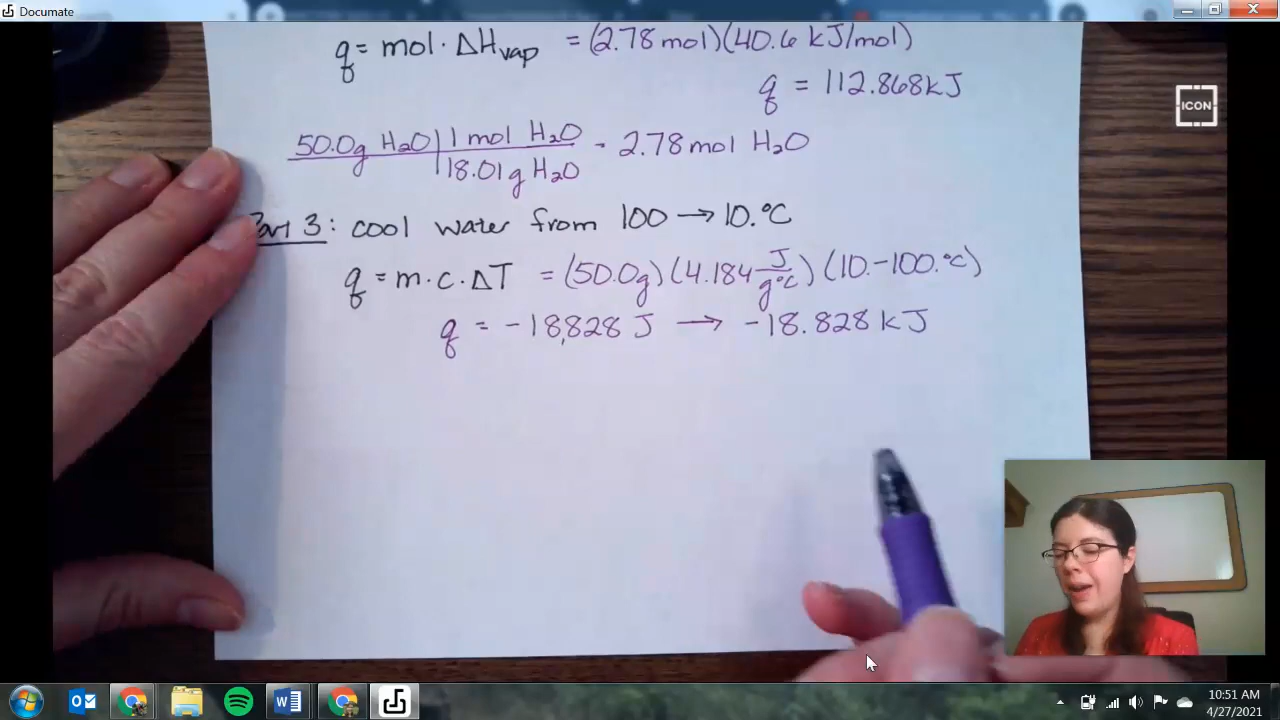 Documate
q = mol · ΔHvap = (2.78 mol)(40.6 kJ/mol)
q = 112.868 kJ
ICON
50.0g H2O | 1 mol H2O
18.01 g H2O
- 2.78 mol H2O
Part 3: cool water from 100 → 10.°C
q = m·c·ΔT = (50.0g)(4.184 J/g°C)(10.-100.°C)
q = -18,828 J → -18.828 kJ
10:51 AM
4/27/2021